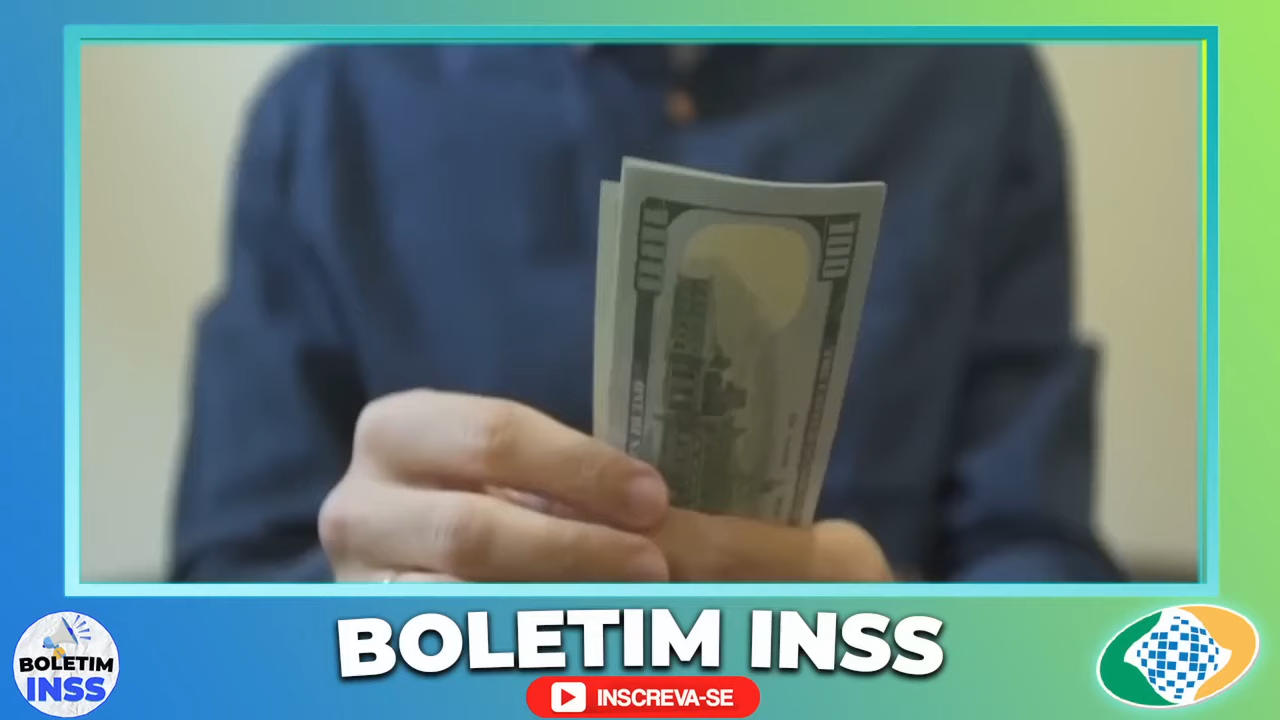 100
100
BOLETIM INSS
BOLETIM
INSS
INSCREVA-SE